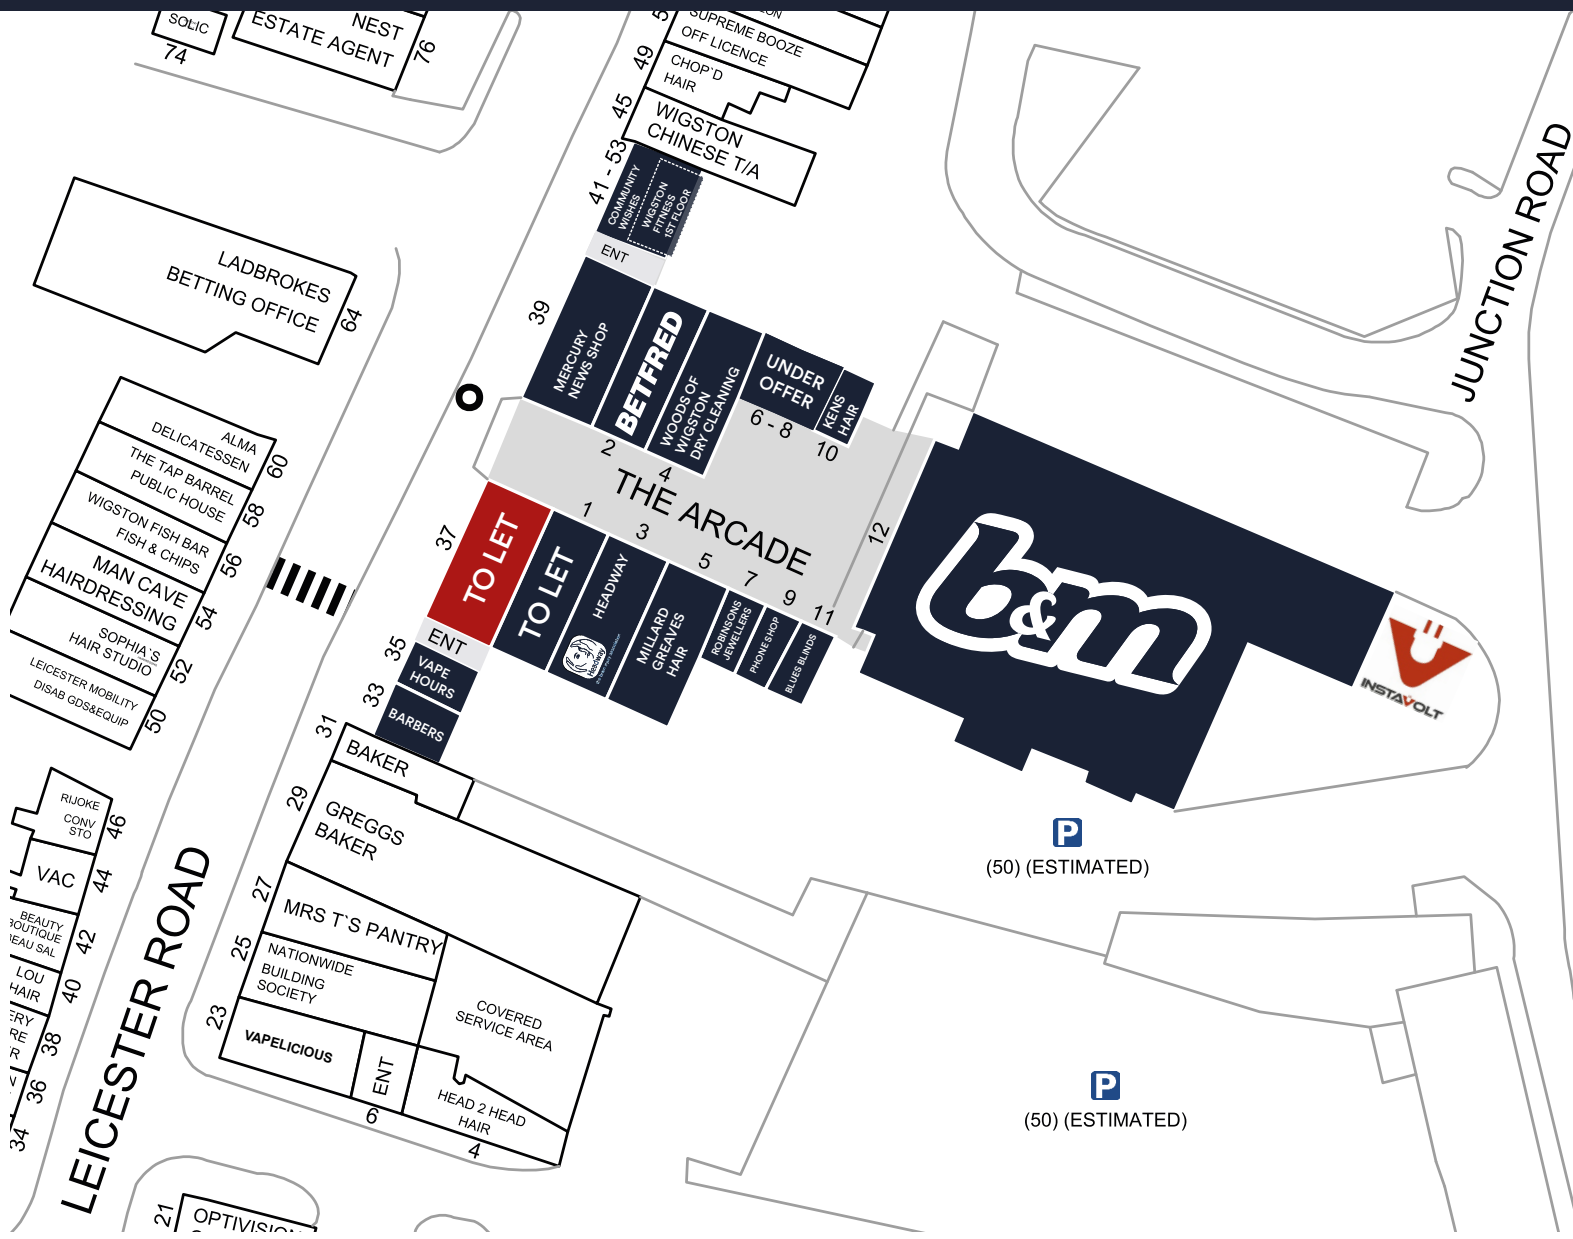 SOLIC
74
NEST
ESTATE AGENT
76
SUPREME BOOZE
OFF LICENCE
49
CHOP`D
HAIR
45
WIGSTON
CHINESE T/A
41 - 53
COMMUNITY
WISHES
WIGSTON
FITNESS
1ST FLOOR
ENT
39
MERCURY
NEWS SHOP
BETFRED
WOODS OF
WIGSTON
DRY CLEANING
UNDER
OFFER
KENS
HAIR
2
4
6 - 8
10
THE ARCADE
12
1
3
5
7
9
11
37
TO LET
TO LET
HEADWAY
Headway
MILLARD
GREAVES
HAIR
ROBINSONS
JEWELLERS
PHONE SHOP
BLUES BLINDS
b&m
INSTAVOLT
JUNCTION ROAD
35
ENT
VAPE
HOURS
33
BARBERS
31
BAKER
29
GREGGS
BAKER
27
MRS T`S PANTRY
25
NATIONWIDE
BUILDING
SOCIETY
23
VAPELICIOUS
ENT
6
COVERED
SERVICE AREA
HEAD 2 HEAD
HAIR
4
21
LADBROKES
BETTING OFFICE
64
ALMA
DELICATESSEN
60
THE TAP BARREL
PUBLIC HOUSE
58
WIGSTON FISH BAR
FISH & CHIPS
56
MAN CAVE
HAIRDRESSING
54
SOPHIA'S
HAIR STUDIO
52
LEICESTER MOBILITY
DISAB GDS&EQUIP
50
RIJOKE
CONV
STO
46
VAC
44
BEAUTY
BOUTIQUE
BEAU SAL
42
LOU
HAIR
40
38
36
34
LEICESTER ROAD
P
(50) (ESTIMATED)
P
(50) (ESTIMATED)